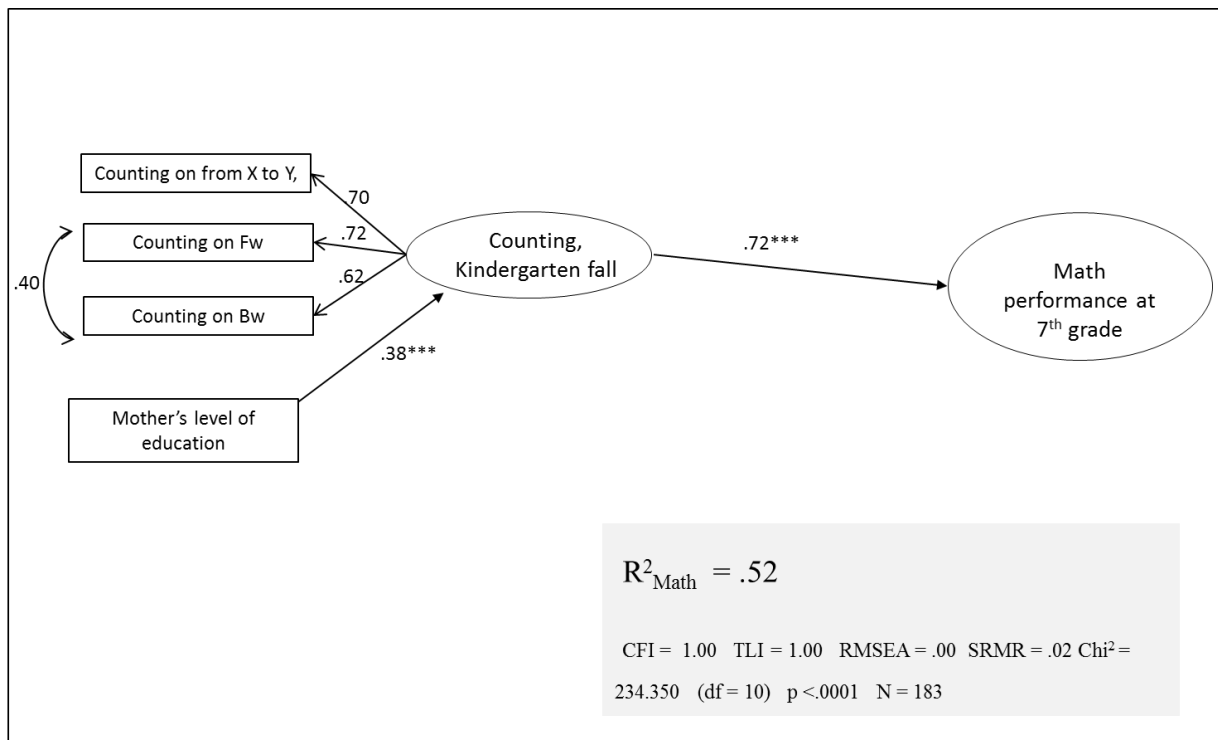 Counting on from X to Y,
.70
Counting on Fw
.72
Counting on Bw
.62
.40
Mother’s level of
education
.38***
Counting,
Kindergarten fall
.72***
Math
performance at
7th grade
R²Math = .52
CFI = 1.00 TLI = 1.00 RMSEA = .00 SRMR = .02 Chi² =
234.350 (df = 10) p <.0001 N = 183